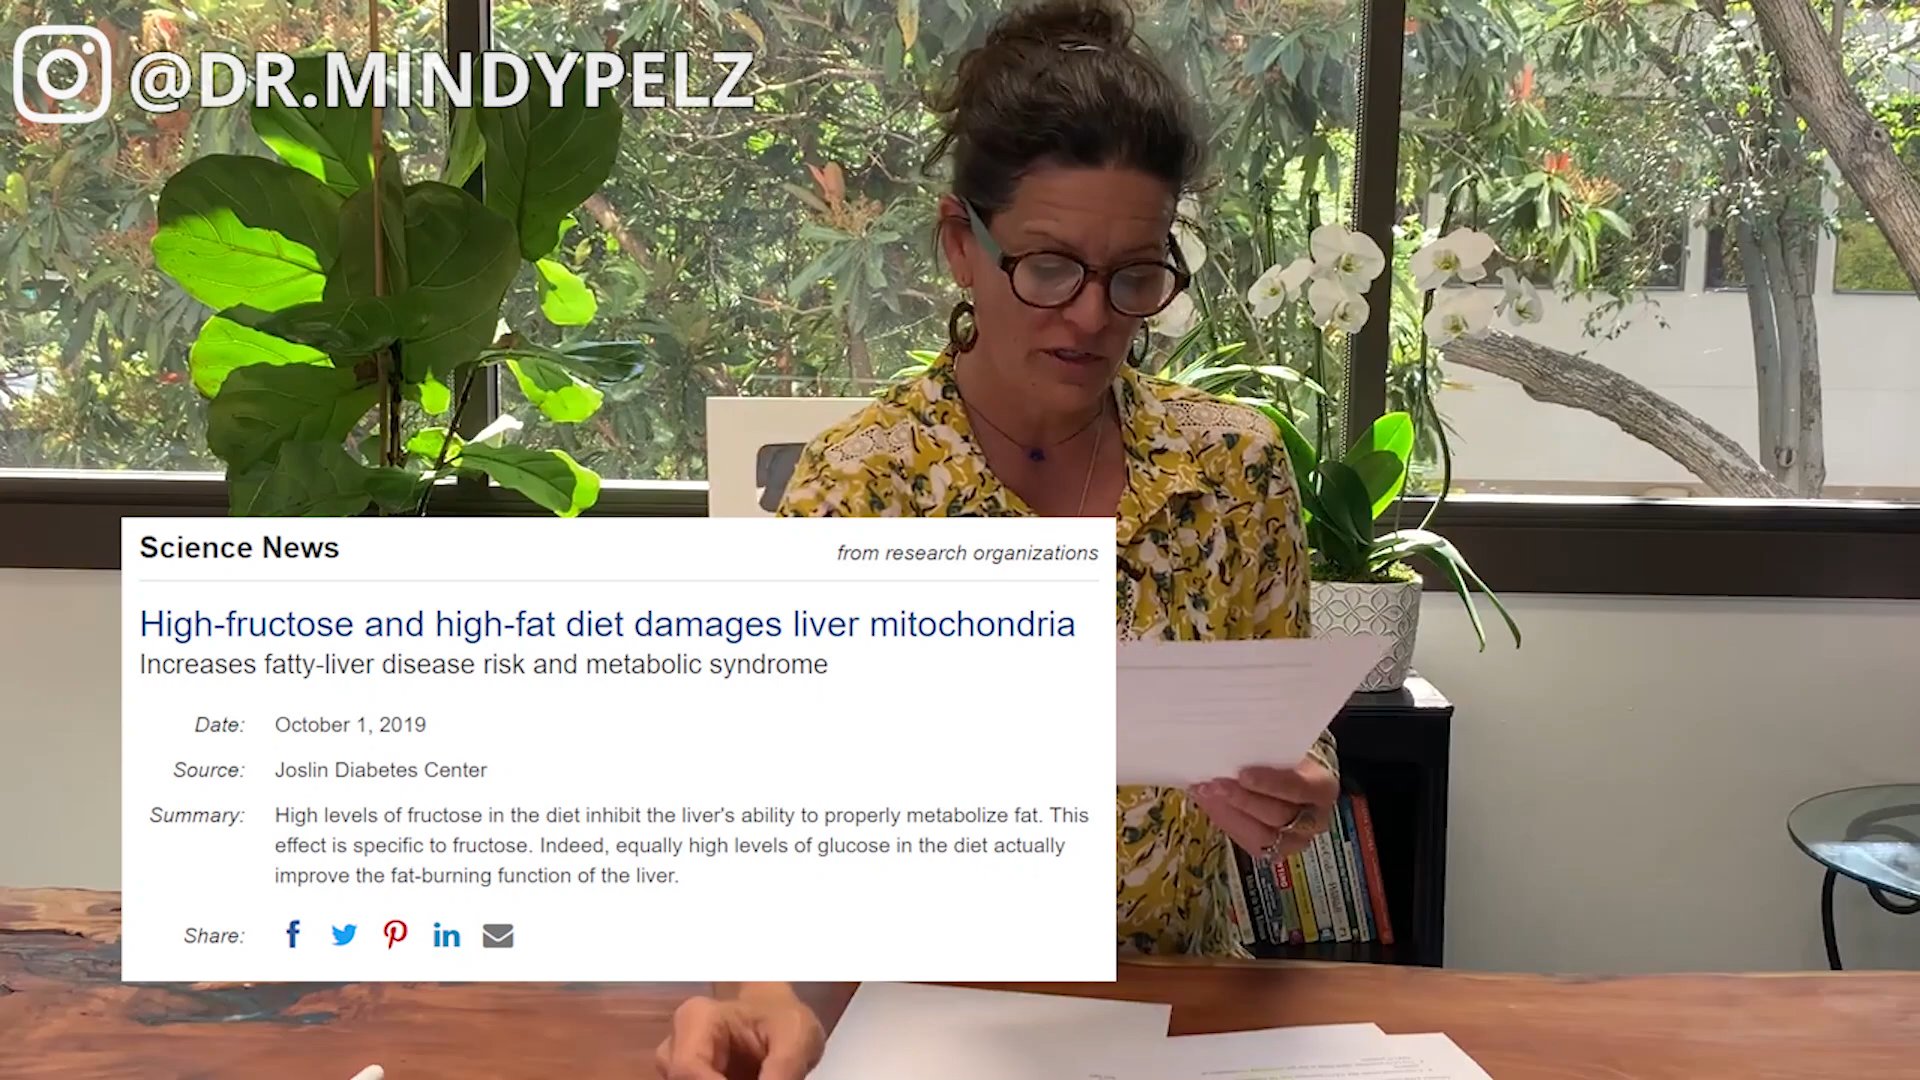 @DR.MINDYPELZ
Science News
from research organizations
High-fructose and high-fat diet damages liver mitochondria
Increases fatty-liver disease risk and metabolic syndrome
Date: October 1, 2019
Source: Joslin Diabetes Center
Summary: High levels of fructose in the diet inhibit the liver's ability to properly metabolize fat. This
effect is specific to fructose. Indeed, equally high levels of glucose in the diet actually
improve the fat-burning function of the liver.
Share: